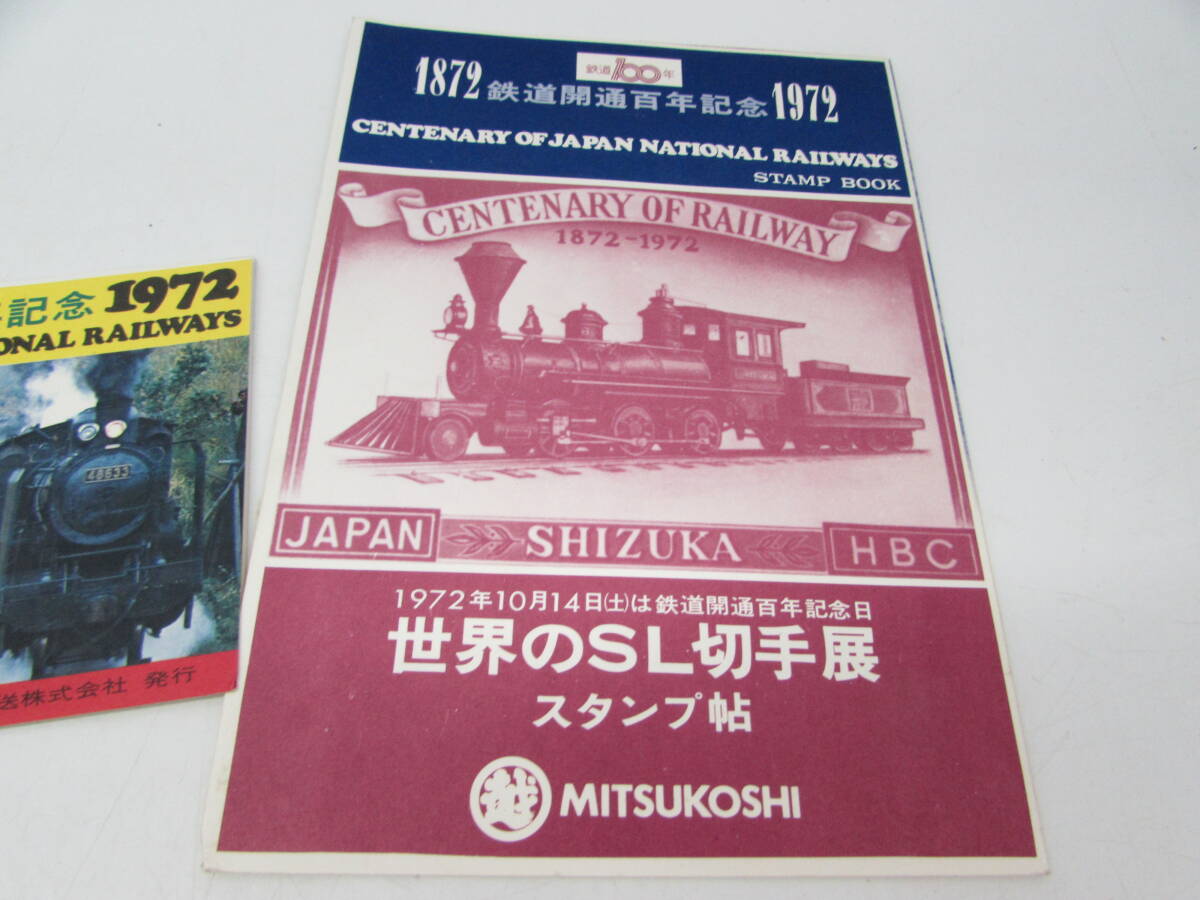 鉄道100年
1872 鉄道開通百年記念 1972
CENTENARY OF JAPAN NATIONAL RAILWAYS
STAMP BOOK
CENTENARY OF RAILWAY
1872-1972
JAPAN SHIZUKA HBC
1972年10月14日(土)は鉄道開通百年記念日
世界のSL切手展
スタンプ帖
越 MITSUKOSHI
記念 1972
ONAL RAILWAYS
48633
送株式会社 発行